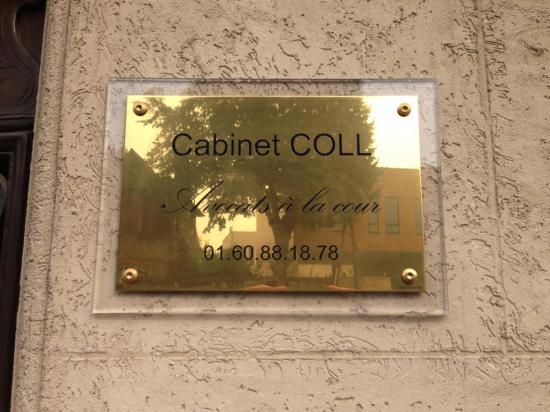 Cabinet COLL
Avocats à la cour
01.60.88.18.78